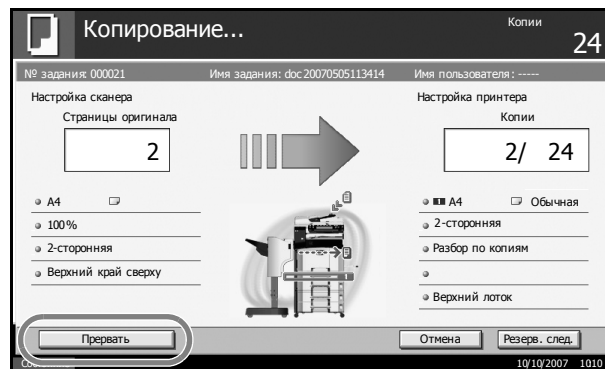 Копирование...
Копии
24
№ задания: 000021 Имя задания: doc20070505113414 Имя пользователя: -----
Настройка сканера Настройка принтера
Страницы оригинала Копии
2 2/ 24
A4 A4 Обычная
100% 2-сторонняя
2-сторонняя Разбор по копиям
Верхний край сверху
Верхний лоток
Прервать Отмена Резерв. след.
10/10/2007 1010